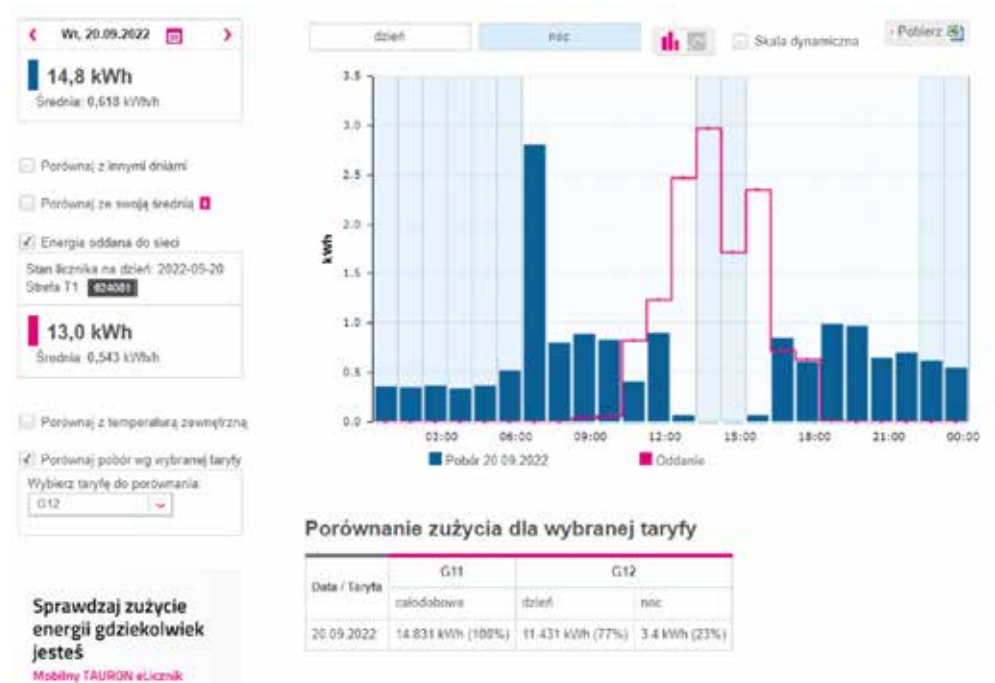 Wt, 20.09.2022
14,8 kWh
Średnia: 0,618 kWh/h
Porównaj z innymi dniami
Porównaj ze swoją średnią
Energia oddana do sieci
Stan licznika na dzień: 2022-09-20
Strefa T1
13,0 kWh
Średnia: 0,543 kWh/h
Porównaj z temperaturą zewnętrzną
Porównaj pobór wg wybranej taryfy
Wybierz taryfę do porównania
G12
Sprawdzaj zużycie
energii gdziekolwiek
jesteś
Mobilny TAURON eLicznik
dzień noc Skala dynamiczna Pobierz
kWh
3.5
3.0
2.5
2.0
1.5
1.0
0.5
0.0
03:00 06:00 09:00 12:00 15:00 18:00 21:00 00:00
Pobór 20.09.2022 Oddanie
Porównanie zużycia dla wybranej taryfy
Data / Taryfa G11 G12
całodobowa dzień noc
20.09.2022 14.831 kWh (100%) 11.431 kWh (77%) 3.4 kWh (23%)